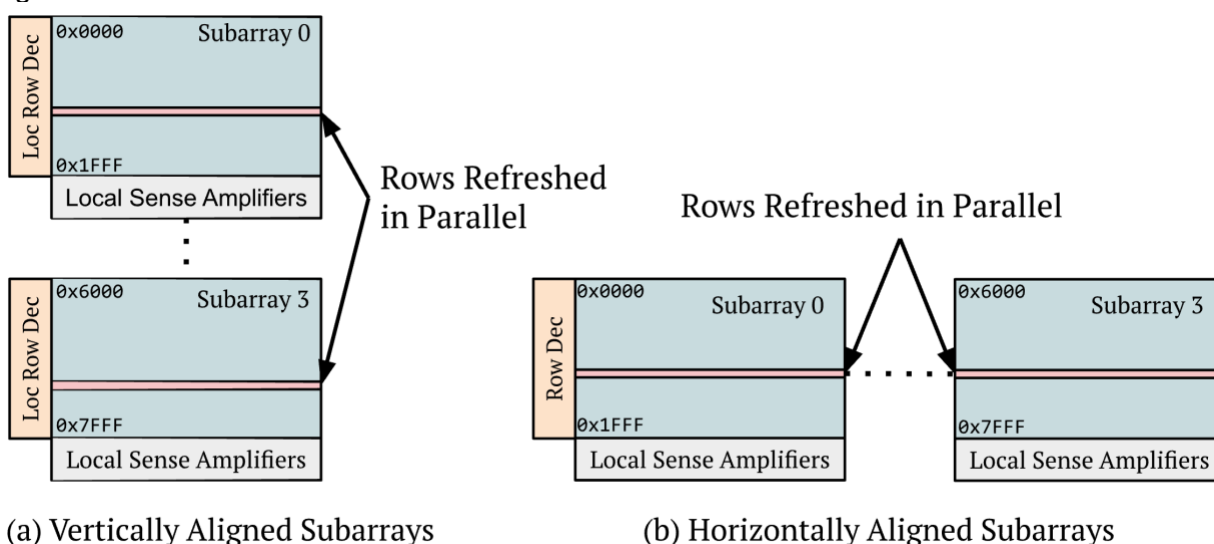 Loc Row Dec
0x0000
Subarray 0
0x1FFF
Local Sense Amplifiers
Rows Refreshed
in Parallel
Loc Row Dec
0x6000
Subarray 3
0x7FFF
Local Sense Amplifiers
(a) Vertically Aligned Subarrays
Rows Refreshed in Parallel
Row Dec
0x0000
Subarray 0
0x1FFF
Local Sense Amplifiers
0x6000
Subarray 3
0x7FFF
Local Sense Amplifiers
(b) Horizontally Aligned Subarrays